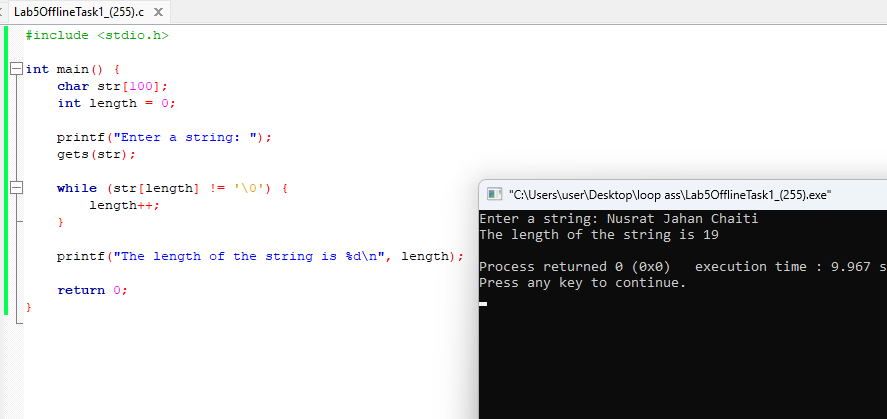 Lab5OfflineTask1_(255).c X
#include <stdio.h>
int main() {
char str[100];
int length = 0;
printf("Enter a string: ");
gets(str);
while (str[length] != '\0') {
length++;
}
printf("The length of the string is %d\n", length);
return 0;
}
"C:\Users\user\Desktop\loop ass\Lab5OfflineTask1_(255).exe"
Enter a string: Nusrat Jahan Chaiti
The length of the string is 19
Process returned 0 (0x0) execution time : 9.967 s
Press any key to continue.